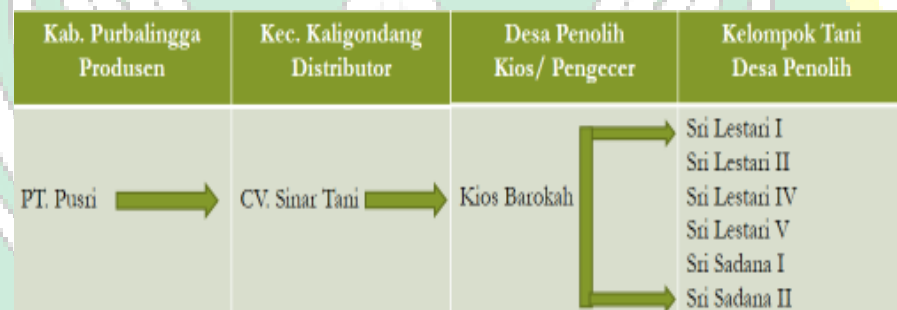 Kab. Purbalingga
Produsen
Kec. Kaligondang
Distributor
Desa Penolih
Kios/ Pengecer
Kelompok Tani
Desa Penolih
PT. Pusri
CV. Sinar Tani
Kios Barokah
Sri Lestari I
Sri Lestari II
Sri Lestari IV
Sri Lestari V
Sri Sadana I
Sri Sadana II